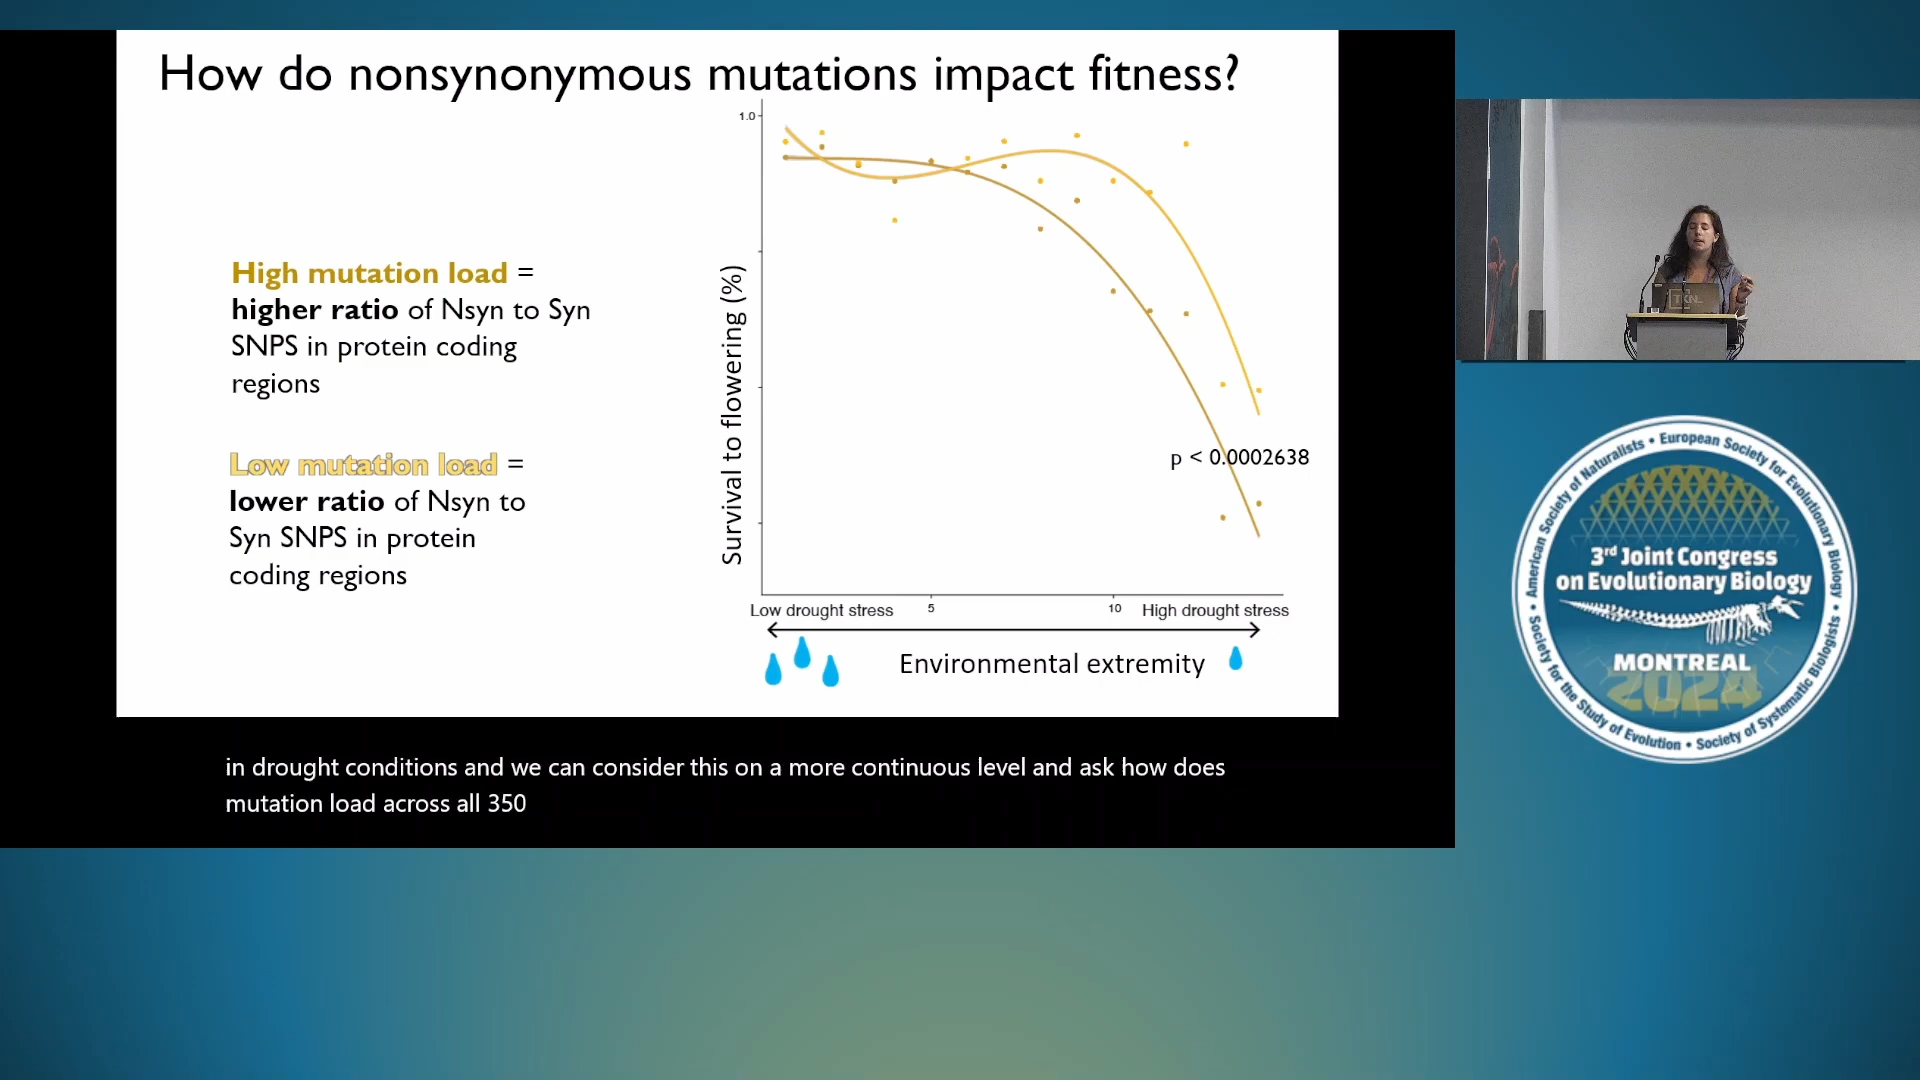 How do nonsynonymous mutations impact fitness?
High mutation load =
higher ratio of Nsyn to Syn
SNPS in protein coding
regions
Low mutation load =
lower ratio of Nsyn to
Syn SNPS in protein
coding regions
1.0
Survival to flowering (%)
p < 0.0002638
Low drought stress
5
10
High drought stress
Environmental extremity
in drought conditions and we can consider this on a more continuous level and ask how does
mutation load across all 350
TKN
American Society of Naturalists • European Society for Evolutionary Biology • Society of Systematic Biologists • Society for the Study of Evolution •
3rd Joint Congress
on Evolutionary Biology
MONTREAL
2024